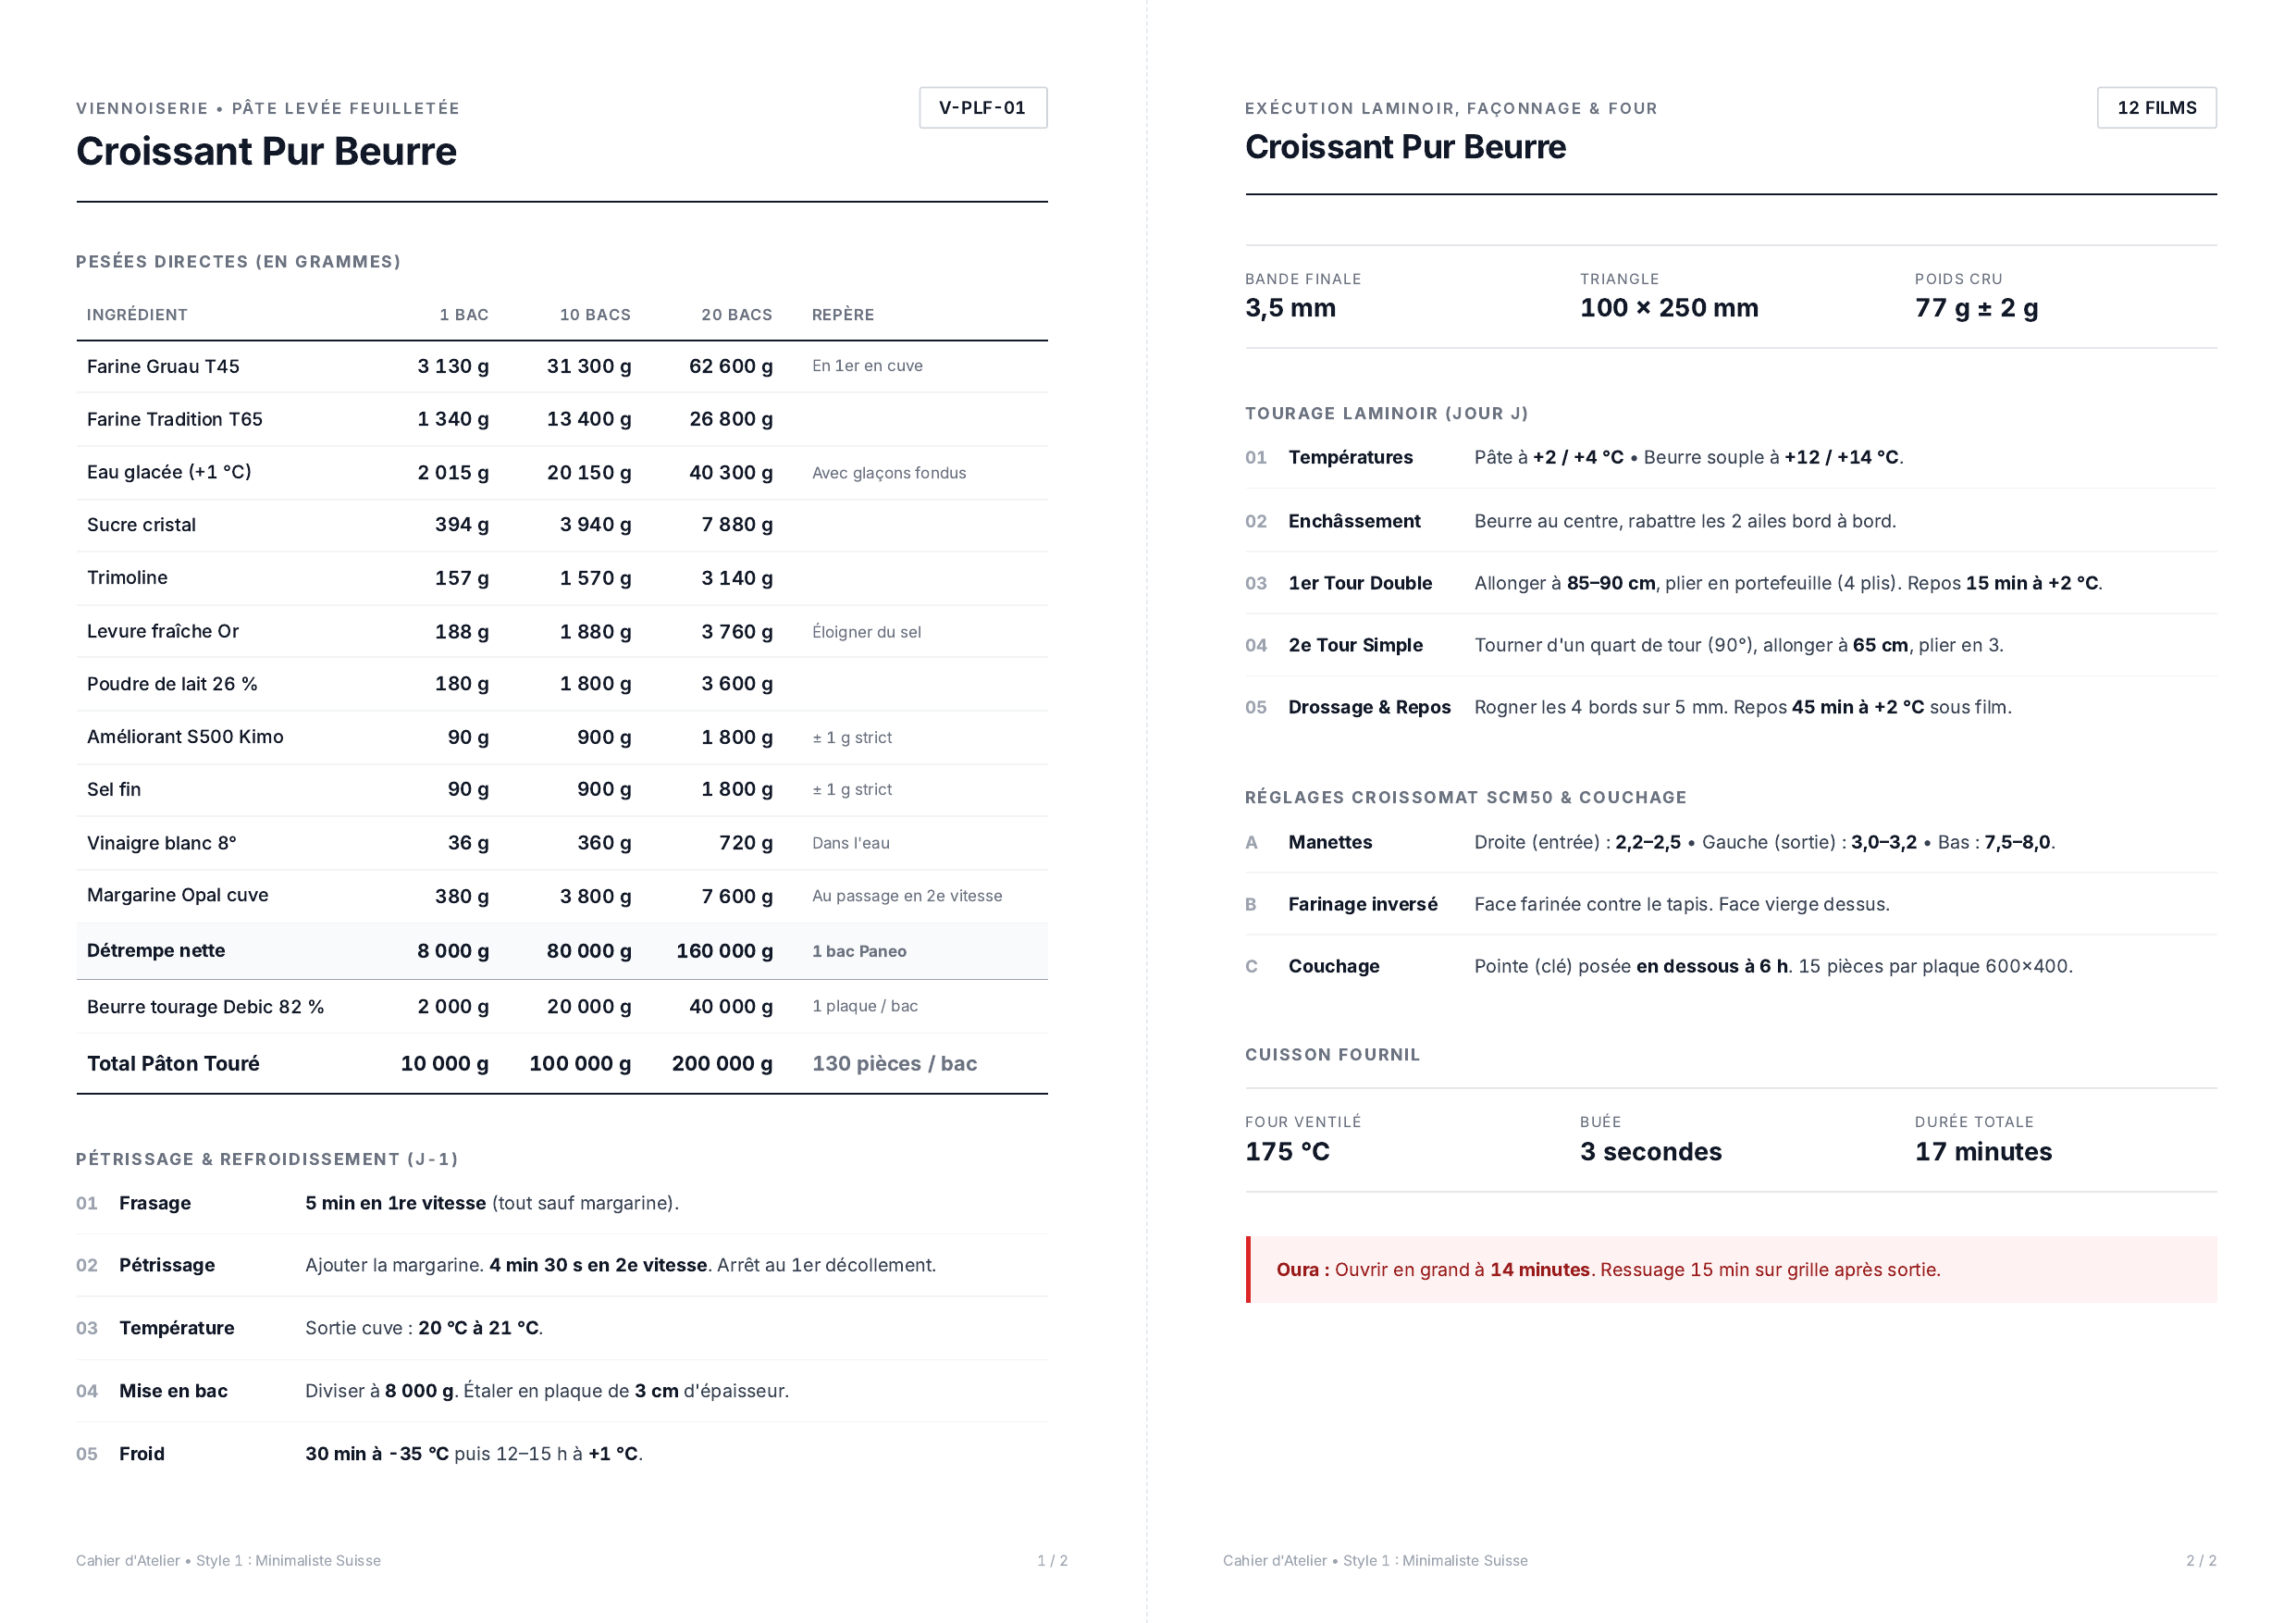 VIENNOISERIE • PÂTE LEVÉE FEUILLETÉE
V-PLF-01
Croissant Pur Beurre
PESÉES DIRECTES (EN GRAMMES)
INGRÉDIENT 1 BAC 10 BACS 20 BACS REPÈRE
Farine Gruau T45 3 130 g 31 300 g 62 600 g En 1er en cuve
Farine Tradition T65 1 340 g 13 400 g 26 800 g
Eau glacée (+1 °C) 2 015 g 20 150 g 40 300 g Avec glaçons fondus
Sucre cristal 394 g 3 940 g 7 880 g
Trimoline 157 g 1 570 g 3 140 g
Levure fraîche Or 188 g 1 880 g 3 760 g Éloigner du sel
Poudre de lait 26 % 180 g 1 800 g 3 600 g
Améliorant S500 Kimo 90 g 900 g 1 800 g ± 1 g strict
Sel fin 90 g 900 g 1 800 g ± 1 g strict
Vinaigre blanc 8° 36 g 360 g 720 g Dans l'eau
Margarine Opal cuve 380 g 3 800 g 7 600 g Au passage en 2e vitesse
Détrempe nette 8 000 g 80 000 g 160 000 g 1 bac Paneo
Beurre tourage Debic 82 % 2 000 g 20 000 g 40 000 g 1 plaque / bac
Total Pâton Touré 10 000 g 100 000 g 200 000 g 130 pièces / bac
PÉTRISSAGE & REFROIDISSEMENT (J-1)
01 Frasage 5 min en 1re vitesse (tout sauf margarine).
02 Pétrissage Ajouter la margarine. 4 min 30 s en 2e vitesse. Arrêt au 1er décollement.
03 Température Sortie cuve : 20 °C à 21 °C.
04 Mise en bac Diviser à 8 000 g. Étaler en plaque de 3 cm d'épaisseur.
05 Froid 30 min à -35 °C puis 12–15 h à +1 °C.
Cahier d'Atelier • Style 1 : Minimaliste Suisse 1 / 2
EXÉCUTION LAMINOIR, FAÇONNAGE & FOUR
12 FILMS
Croissant Pur Beurre
BANDE FINALE TRIANGLE POIDS CRU
3,5 mm 100 × 250 mm 77 g ± 2 g
TOURAGE LAMINOIR (JOUR J)
01 Températures Pâte à +2 / +4 °C • Beurre souple à +12 / +14 °C.
02 Enchâssement Beurre au centre, rabattre les 2 ailes bord à bord.
03 1er Tour Double Allonger à 85–90 cm, plier en portefeuille (4 plis). Repos 15 min à +2 °C.
04 2e Tour Simple Tourner d'un quart de tour (90°), allonger à 65 cm, plier en 3.
05 Drossage & Repos Rogner les 4 bords sur 5 mm. Repos 45 min à +2 °C sous film.
RÉGLAGES CROISSOMAT SCM50 & COUCHAGE
A Manettes Droite (entrée) : 2,2–2,5 • Gauche (sortie) : 3,0–3,2 • Bas : 7,5–8,0.
B Farinage inversé Face farinée contre le tapis. Face vierge dessus.
C Couchage Pointe (clé) posée en dessous à 6 h. 15 pièces par plaque 600×400.
CUISSON FOURNIL
FOUR VENTILÉ BUÉE DURÉE TOTALE
175 °C 3 secondes 17 minutes
Oura : Ouvrir en grand à 14 minutes. Ressuage 15 min sur grille après sortie.
Cahier d'Atelier • Style 1 : Minimaliste Suisse 2 / 2